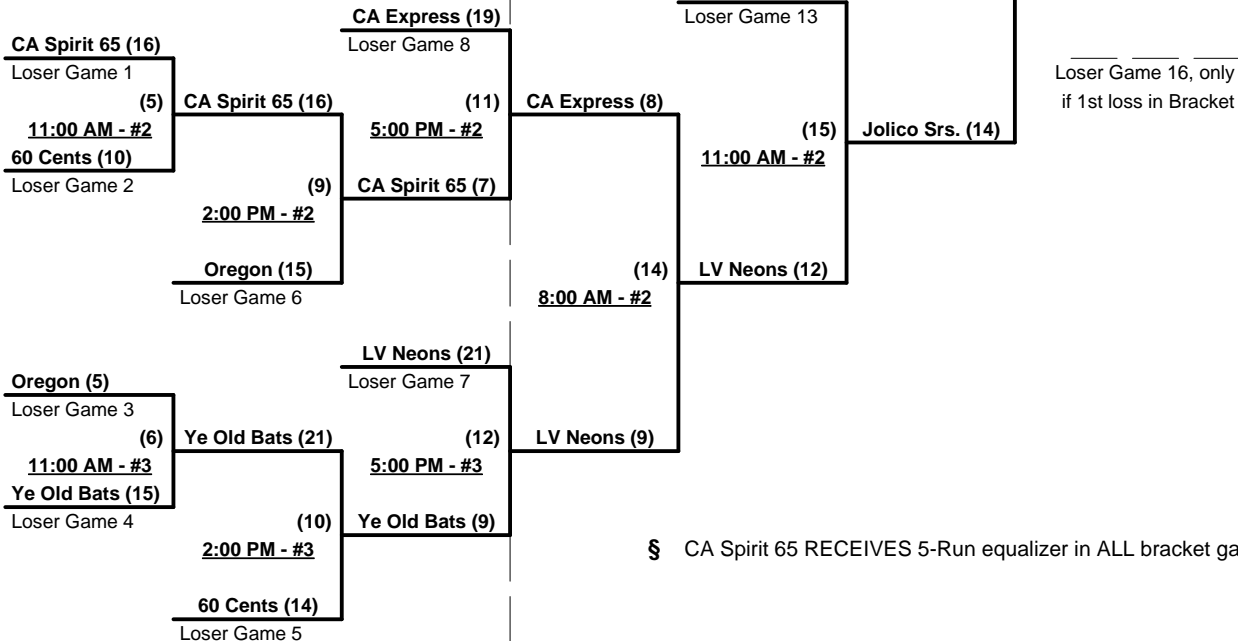 CA Express (19)
Loser Game 8
Loser Game 13
CA Spirit 65 (16)
Loser Game 1
Loser Game 16, only
if 1st loss in Bracket
(5)
11:00 AM - #2
CA Spirit 65 (16)
(11)
5:00 PM - #2
CA Express (8)
(15)
11:00 AM - #2
Jolico Srs. (14)
60 Cents (10)
Loser Game 2
(9)
2:00 PM - #2
CA Spirit 65 (7)
Oregon (15)
Loser Game 6
(14)
8:00 AM - #2
LV Neons (12)
LV Neons (21)
Loser Game 7
Oregon (5)
Loser Game 3
(6)
11:00 AM - #3
Ye Old Bats (21)
(12)
5:00 PM - #3
LV Neons (9)
Ye Old Bats (15)
Loser Game 4
(10)
2:00 PM - #3
Ye Old Bats (9)
§ CA Spirit 65 RECEIVES 5-Run equalizer in ALL bracket ga
60 Cents (14)
Loser Game 5